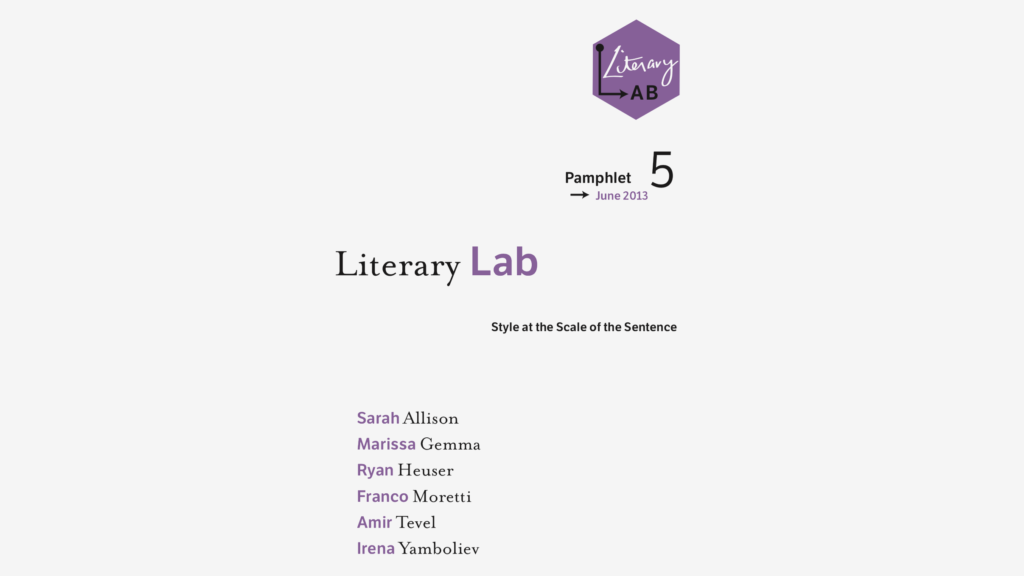 Literary
AB
Pamphlet 5
June 2013
Literary Lab
Style at the Scale of the Sentence
Sarah Allison
Marissa Gemma
Ryan Heuser
Franco Moretti
Amir Tevel
Irena Yamboliev